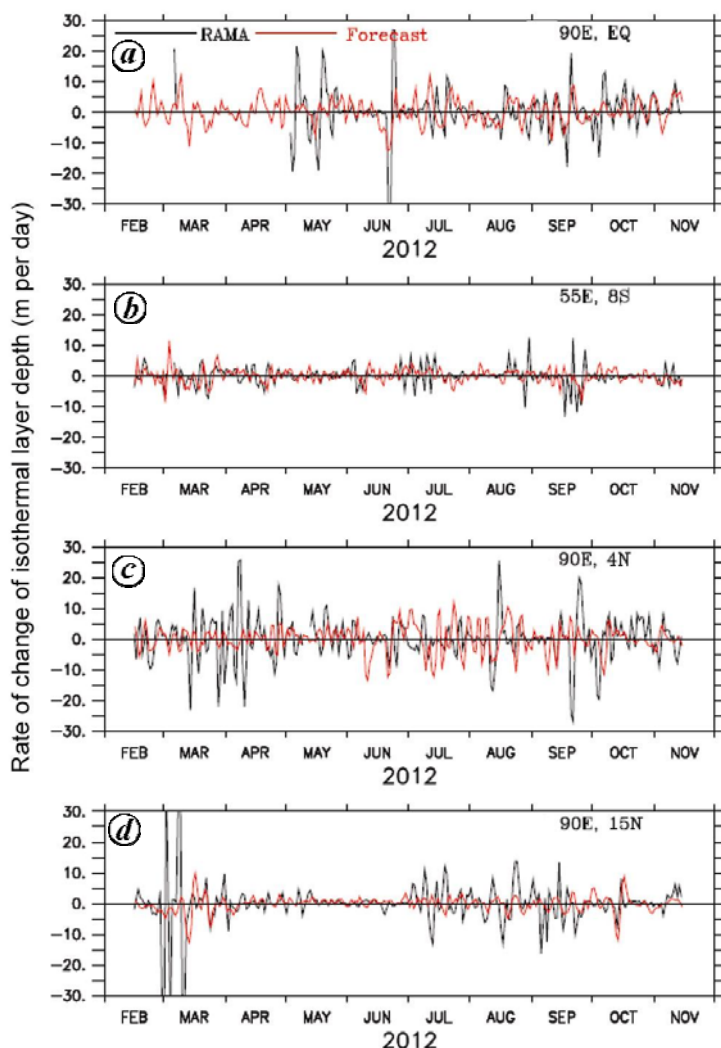 Rate of change of isothermal layer depth (m per day)
a
RAMA Forecast 90E, EQ
30.
20.
10.
0.
−10.
−20.
−30.
FEB MAR APR MAY JUN JUL AUG SEP OCT NOV
2012
b
55E, 8S
30.
20.
10.
0.
−10.
−20.
−30.
FEB MAR APR MAY JUN JUL AUG SEP OCT NOV
2012
c
90E, 4N
30.
20.
10.
0.
−10.
−20.
−30.
FEB MAR APR MAY JUN JUL AUG SEP OCT NOV
2012
d
90E, 15N
30.
20.
10.
0.
−10.
−20.
−30.
FEB MAR APR MAY JUN JUL AUG SEP OCT NOV
2012